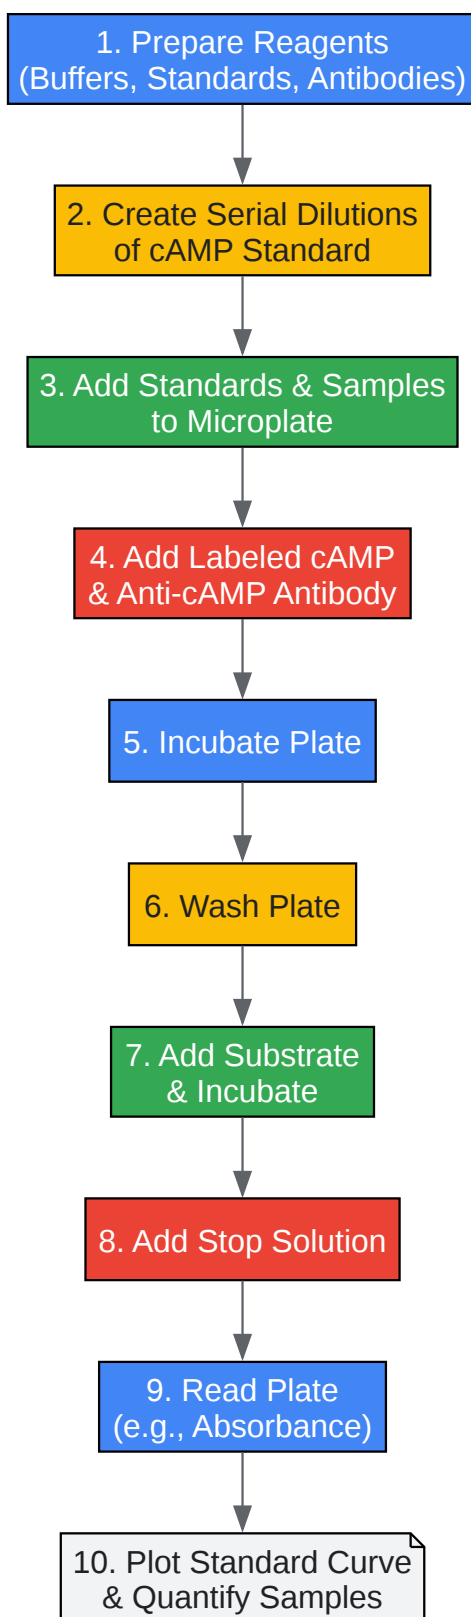 1. Prepare Reagents
(Buffers, Standards, Antibodies)
2. Create Serial Dilutions
of cAMP Standard
3. Add Standards & Samples
to Microplate
4. Add Labeled cAMP
& Anti-cAMP Antibody
5. Incubate Plate
6. Wash Plate
7. Add Substrate
& Incubate
8. Add Stop Solution
9. Read Plate
(e.g., Absorbance)
10. Plot Standard Curve
& Quantify Samples